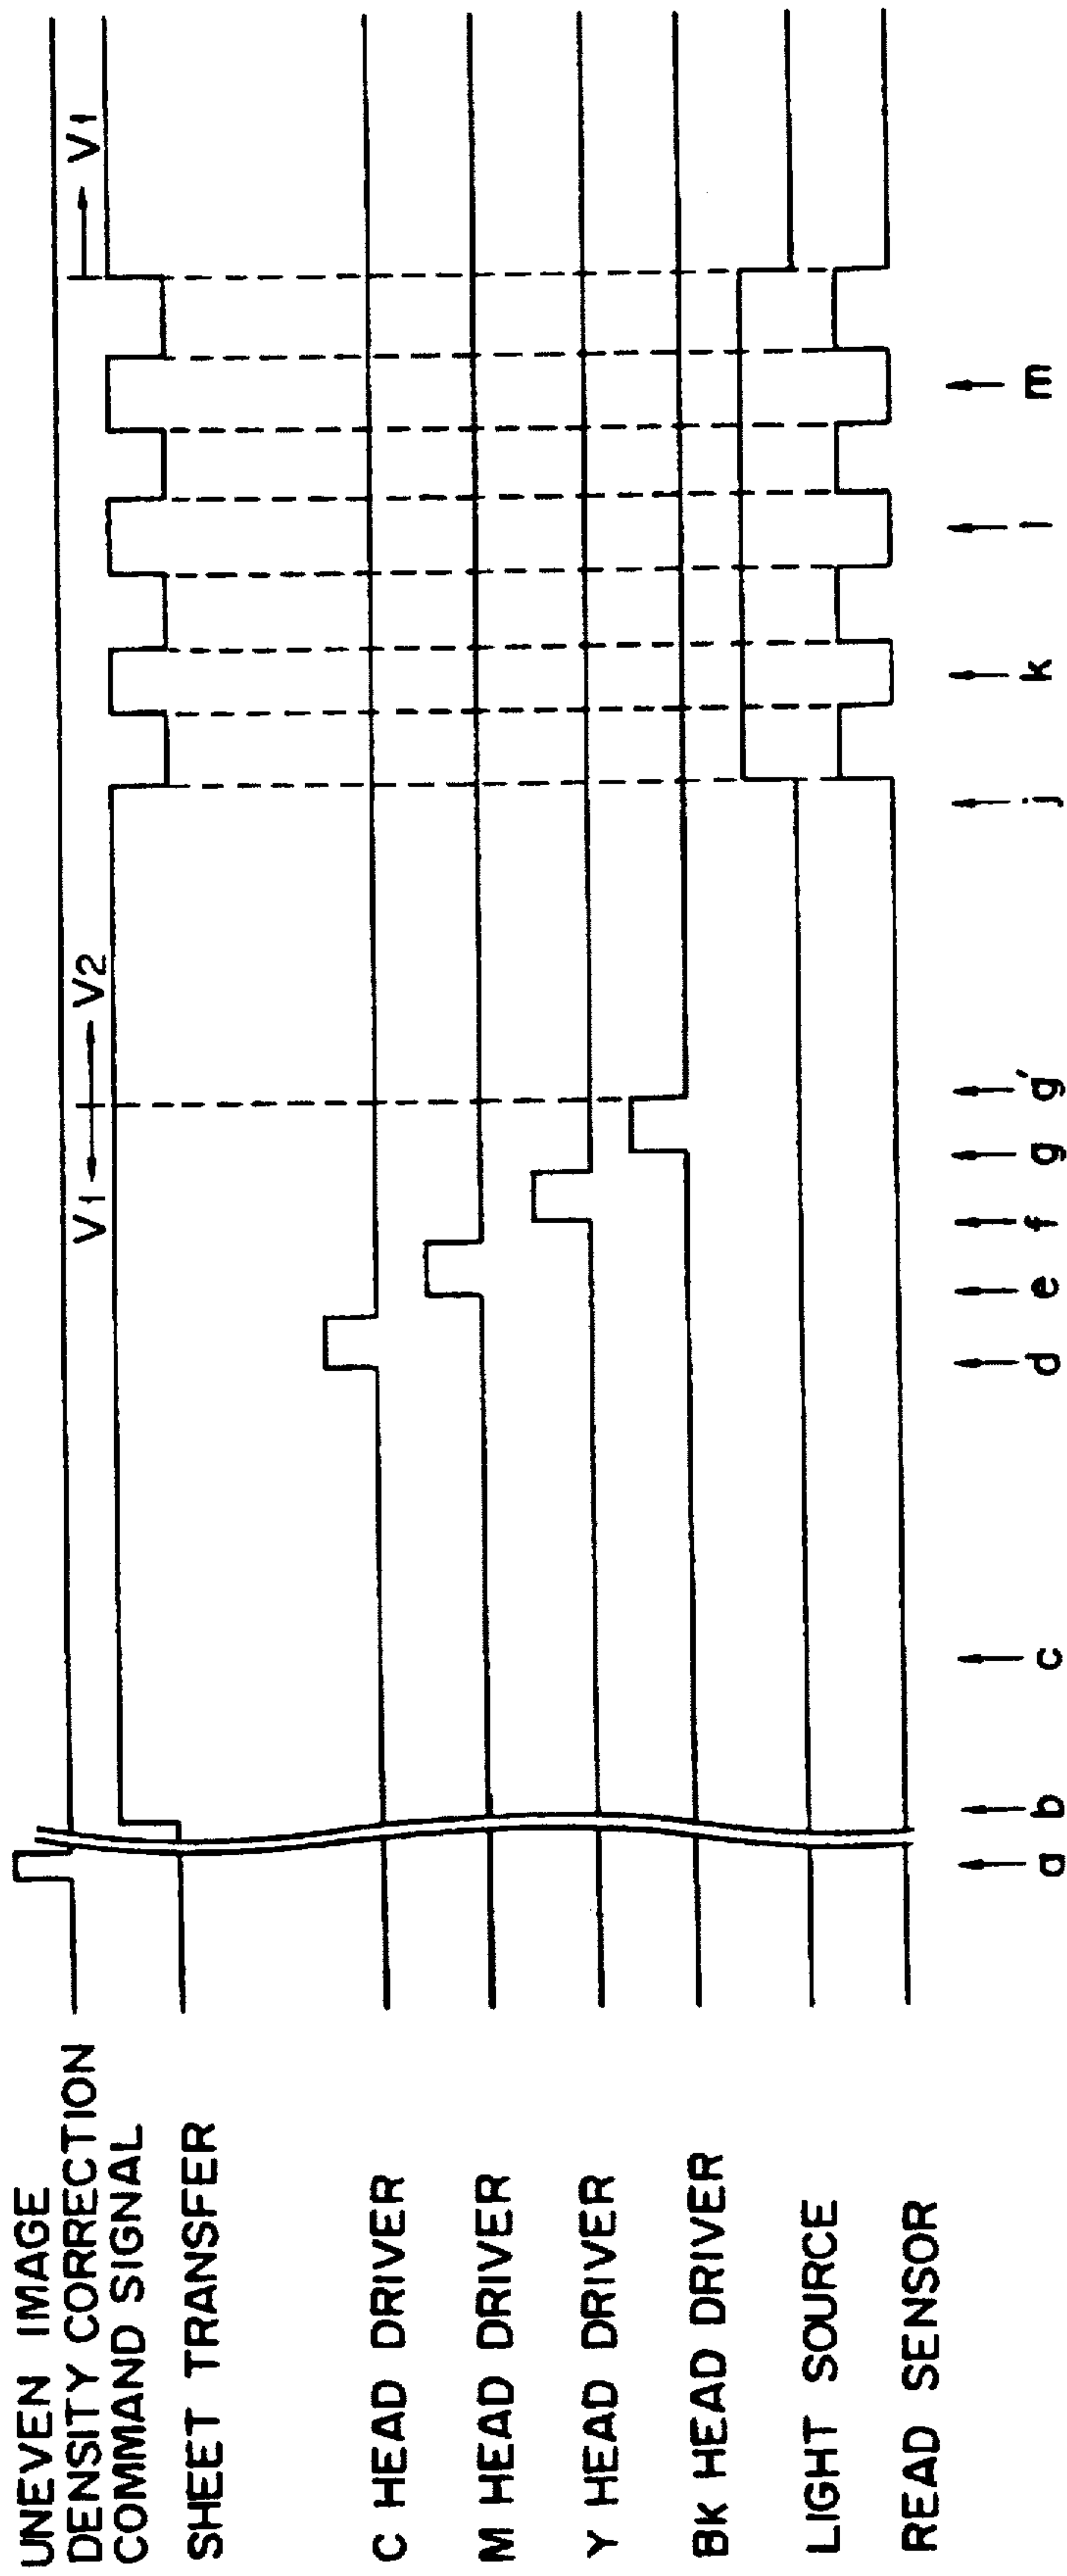 UNEVEN IMAGE
DENSITY CORRECTION
COMMAND SIGNAL
SHEET TRANSFER
C HEAD DRIVER
M HEAD DRIVER
Y HEAD DRIVER
BK HEAD DRIVER
LIGHT SOURCE
READ SENSOR
V1 V2
V1
a b c d e f g g' j k l m